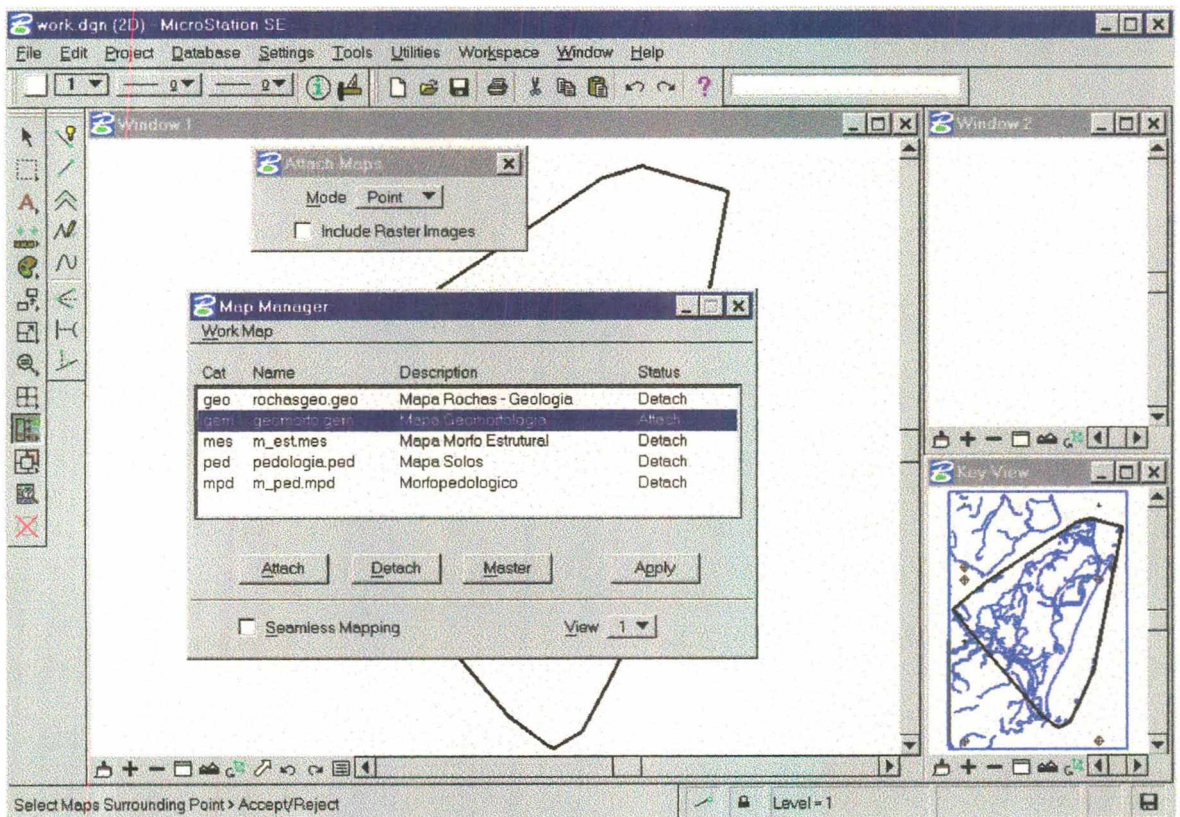 work.dgn (2D) - MicroStation SE
File Edit Project Database Settings Tools Utilities Workspace Window Help
1 0 0 ?
Window 1
Window 2
Attach Maps
Mode Point
Include Raster Images
Map Manager
Work Map
Cat Name Description Status
geo rochasgeo.geo Mapa Rochas - Geologia Detach
gem geomorfo.gem Mapa Geomorfologia Attach
mes m_est.mes Mapa Morfo Estrutural Detach
ped pedologia.ped Mapa Solos Detach
mpd m_ped.mpd Morfopedologico Detach
Attach Detach Master Apply
Seamless Mapping View 1
Key View
Select Maps Surrounding Point > Accept/Reject Level = 1